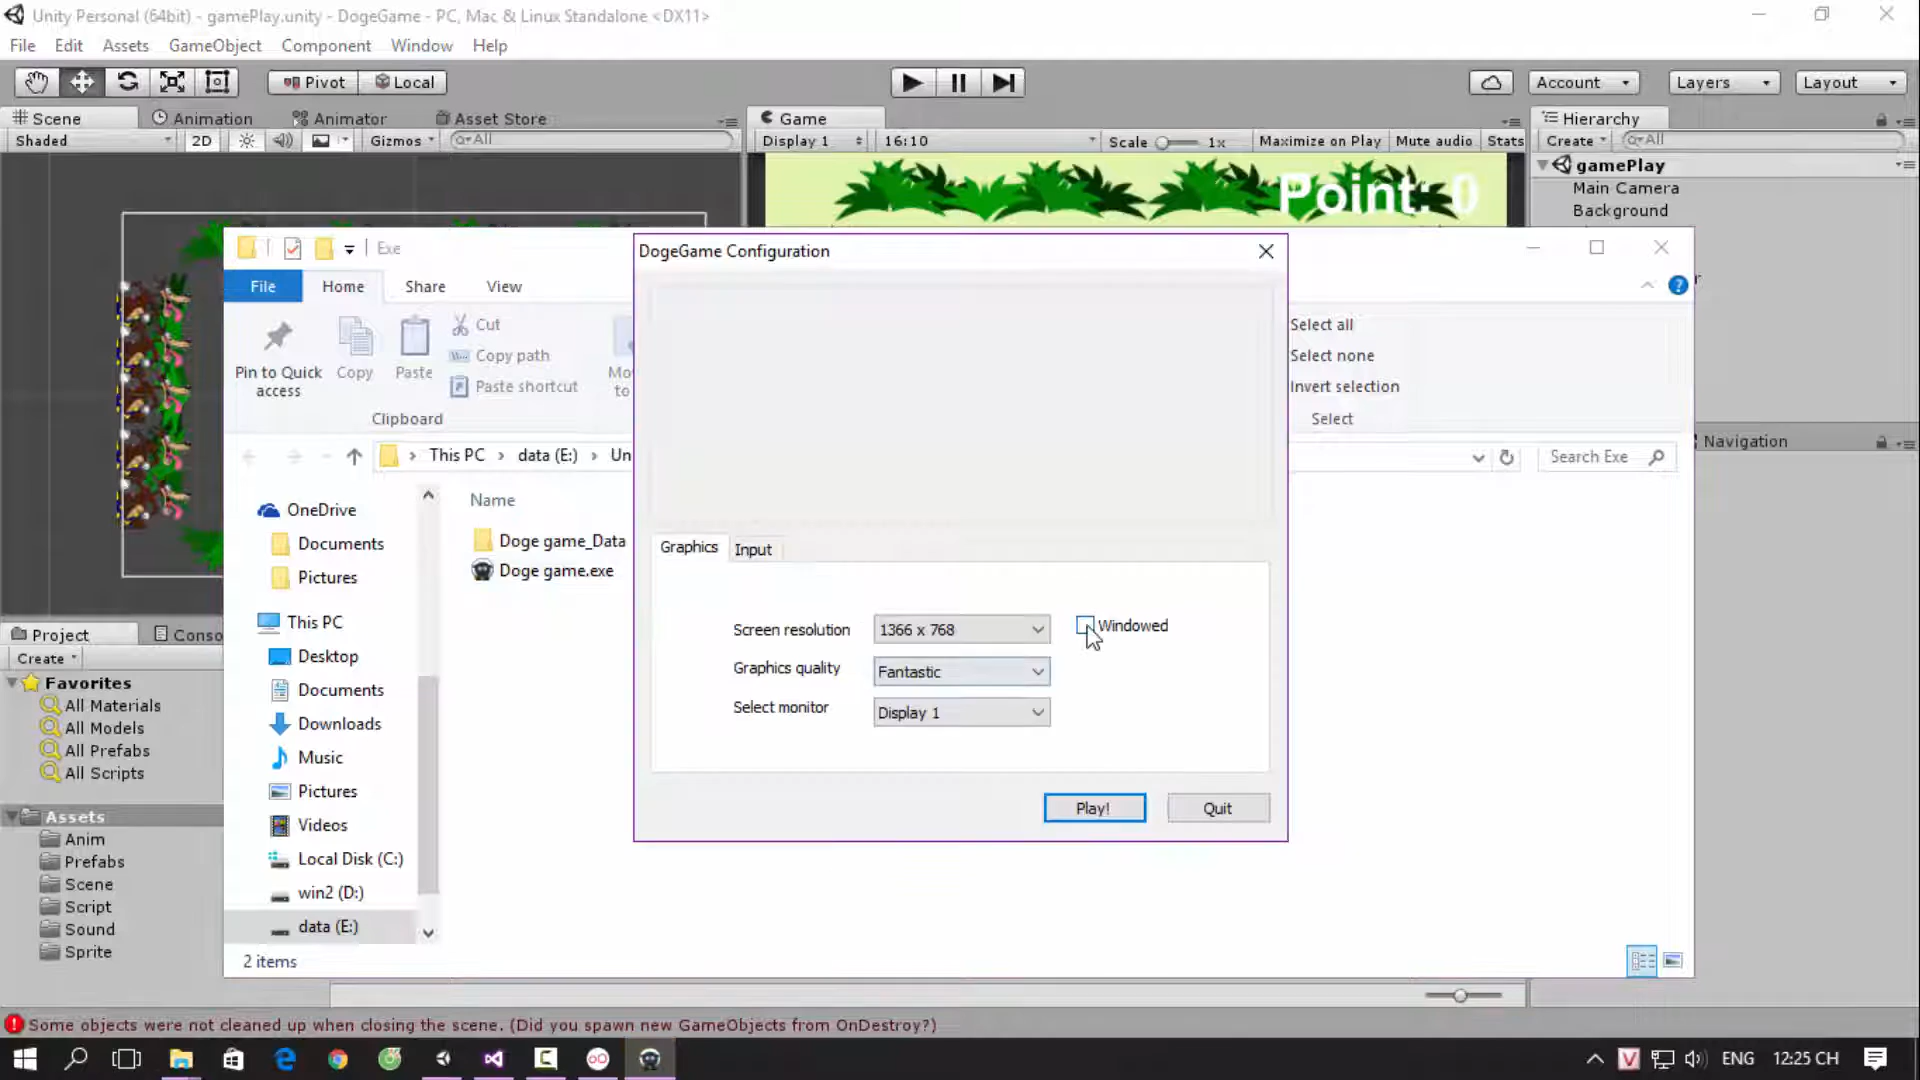 Unity Personal (64bit) - gamePlay.unity - DogeGame - PC, Mac & Linux Standalone <DX11>
File Edit Assets GameObject Component Window Help
Pivot Local Account Layers Layout
Scene Animation Animator Asset Store Game Hierarchy
Shaded 2D Gizmos All Display 1 16:10 Scale 1x Maximize on Play Mute audio Stats Create All
gamePlay
Point: 0
Main Camera
Background
Exe
DogeGame Configuration
File Home Share View
Pin to Quick access
Copy
Paste
Cut
Copy path
Paste shortcut
Clipboard
Select all
Select none
Invert selection
Select
Navigation
This PC data (E:) Search Exe
Name
Doge game_Data
Doge game.exe
OneDrive
Documents
Pictures
This PC
Desktop
Documents
Downloads
Music
Pictures
Videos
Local Disk (C:)
win2 (D:)
data (E:)
2 items
Graphics Input
Screen resolution 1366 x 768 Windowed
Graphics quality Fantastic
Select monitor Display 1
Play! Quit
Project
Create
Favorites
All Materials
All Models
All Prefabs
All Scripts
Assets
Anim
Prefabs
Scene
Script
Sound
Sprite
Some objects were not cleaned up when closing the scene. (Did you spawn new GameObjects from OnDestroy?)
ENG 12:25 CH